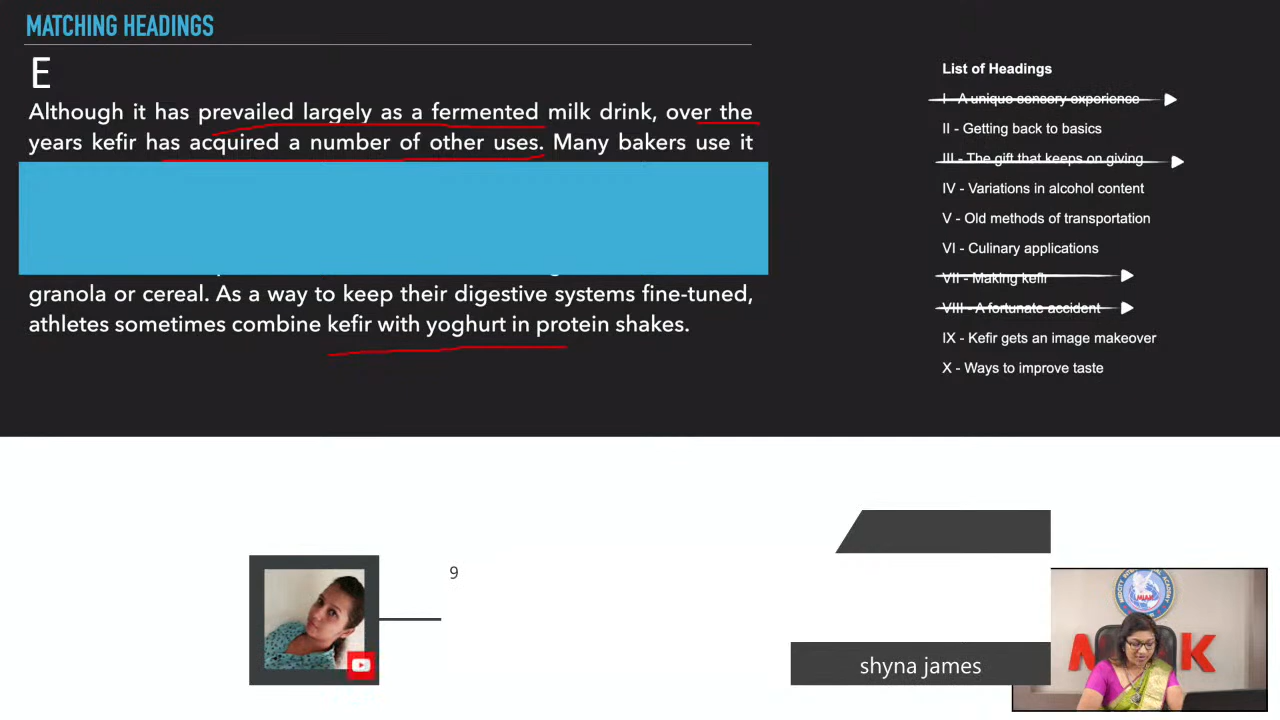 MATCHING HEADINGS
E
Although it has prevailed largely as a fermented milk drink, over the
years kefir has acquired a number of other uses. Many bakers use it
granola or cereal. As a way to keep their digestive systems fine-tuned,
athletes sometimes combine kefir with yoghurt in protein shakes.
List of Headings
I - A unique sensory experience
II - Getting back to basics
III - The gift that keeps on giving
IV - Variations in alcohol content
V - Old methods of transportation
VI - Culinary applications
VII - Making kefir
VIII - A fortunate accident
IX - Kefir gets an image makeover
X - Ways to improve taste
9
shyna james
MIAK